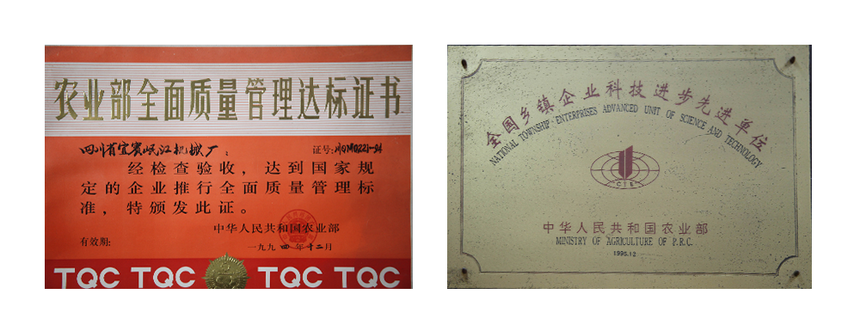 农业部全面质量管理达标证书
四川省宜宾岷江机械厂：
证号:
经检查验收，达到国家规
定的企业推行全面质量管理标
准，特颁发此证。
中华人民共和国农业部
有效期:
一九九四年十二月
TQC TQC TQC TQC
全国乡镇企业科技进步先进单位
NATIONAL TOWNSHIP-ENTERPRISES ADVANCED UNIT OF SCIENCE AND TECHNOLOGY
中华人民共和国农业部
MINISTRY OF AGRICULTURE OF P.R.C.
1995.12